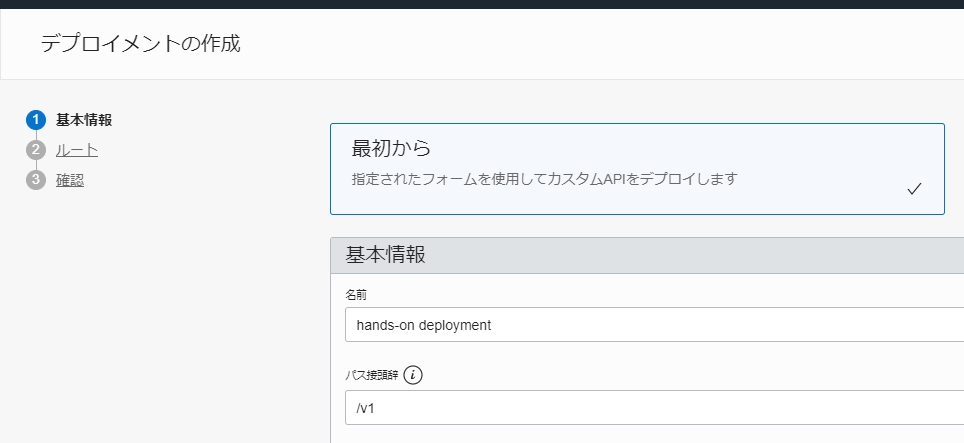 デプロイメントの作成
1 基本情報
2 ルート
3 確認
最初から
指定されたフォームを使用してカスタムAPIをデプロイします
基本情報
名前
hands-on deployment
パス接頭辞 i
/v1